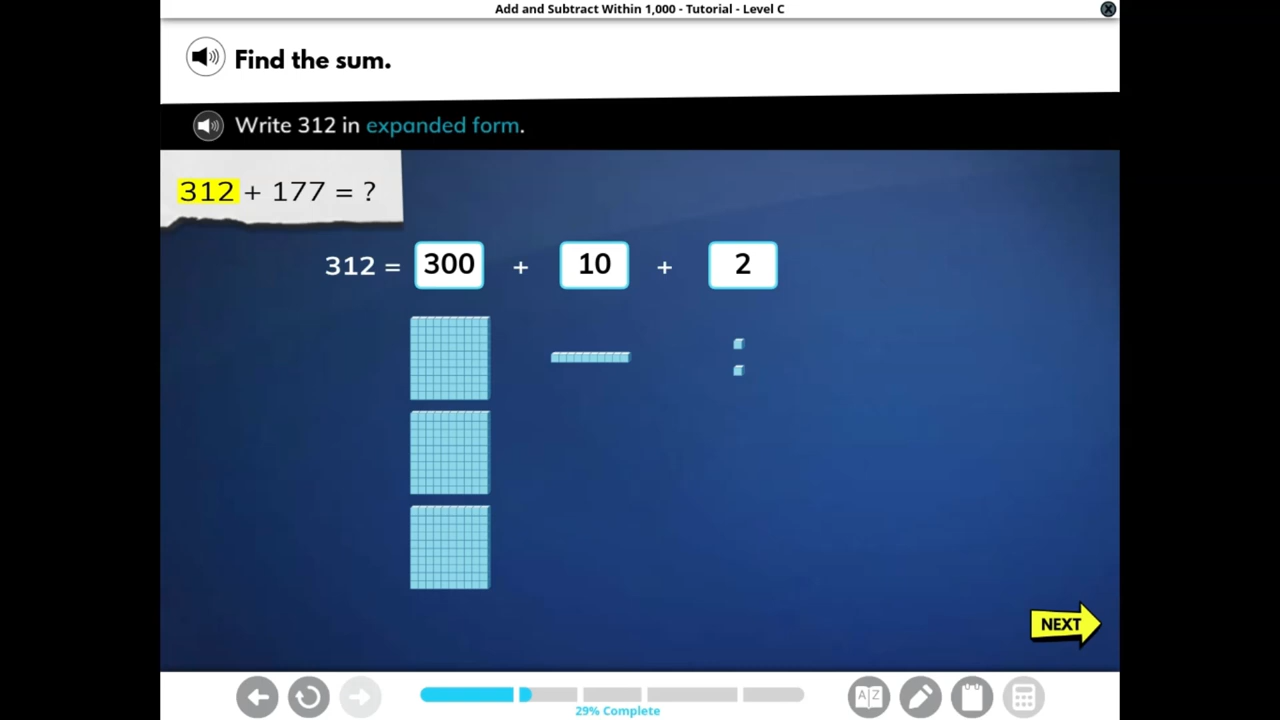 Add and Subtract Within 1,000 - Tutorial - Level C
Find the sum.
Write 312 in expanded form.
312 + 177 = ?
312 = 300 + 10 + 2
NEXT
A Z
29% Complete